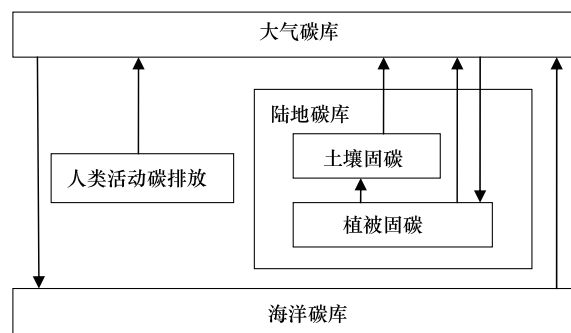 大气碳库
陆地碳库
土壤固碳
人类活动碳排放
植被固碳
海洋碳库